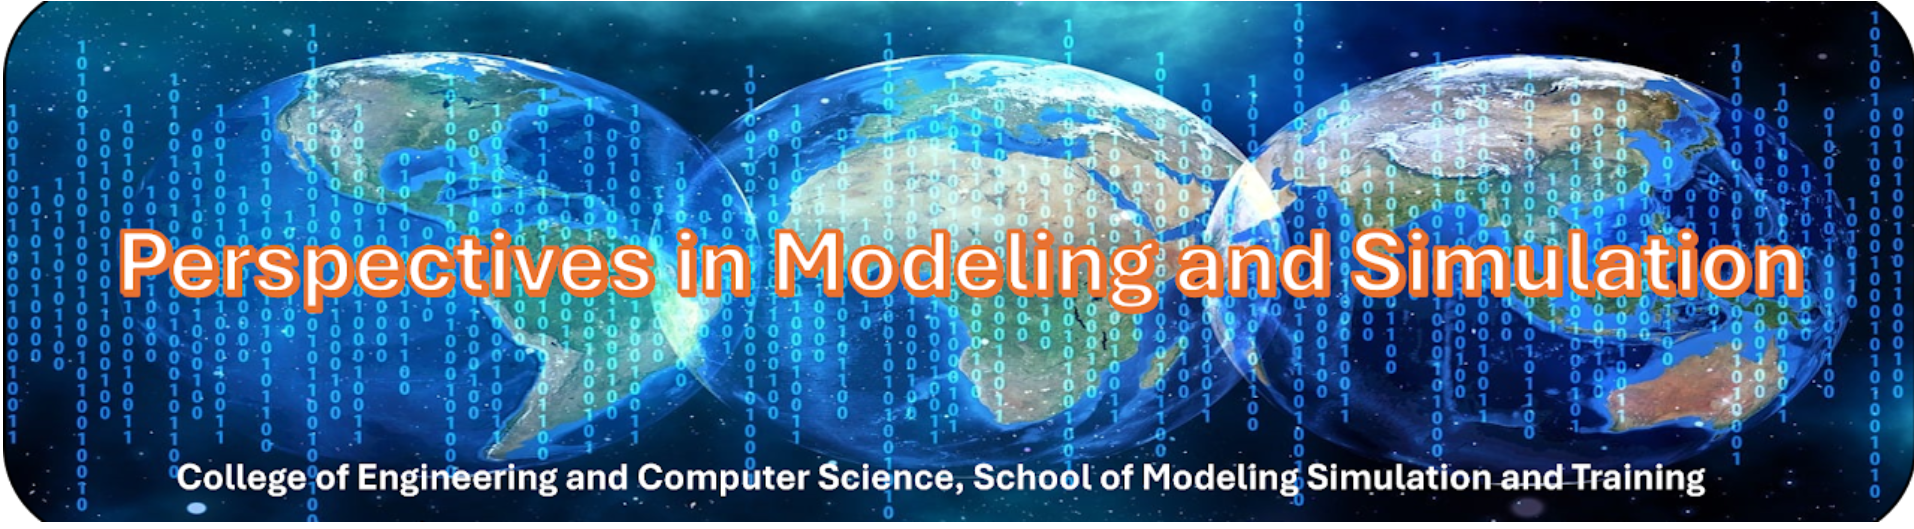 Perspectives in Modeling and Simulation
College of Engineering and Computer Science, School of Modeling Simulation and Training